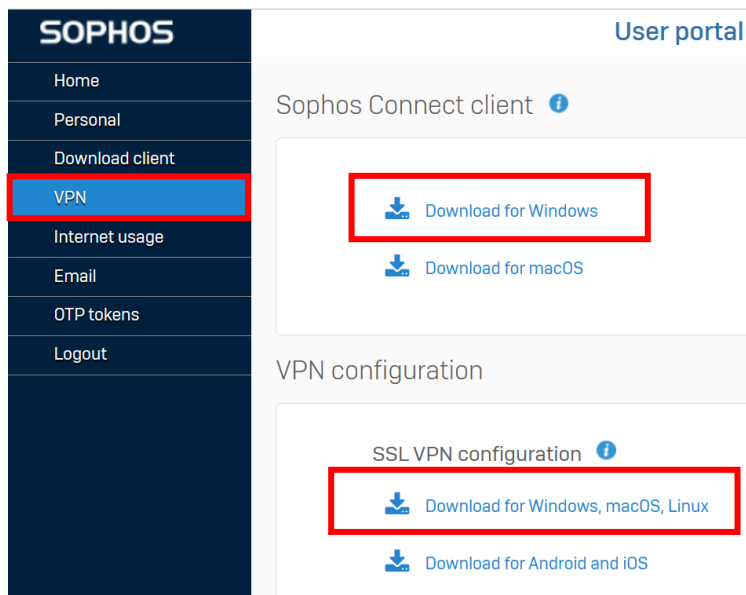 SOPHOS
User portal
Home
Personal
Download client
VPN
Internet usage
Email
OTP tokens
Logout
Sophos Connect client i
Download for Windows
Download for macOS
VPN configuration
SSL VPN configuration i
Download for Windows, macOS, Linux
Download for Android and iOS